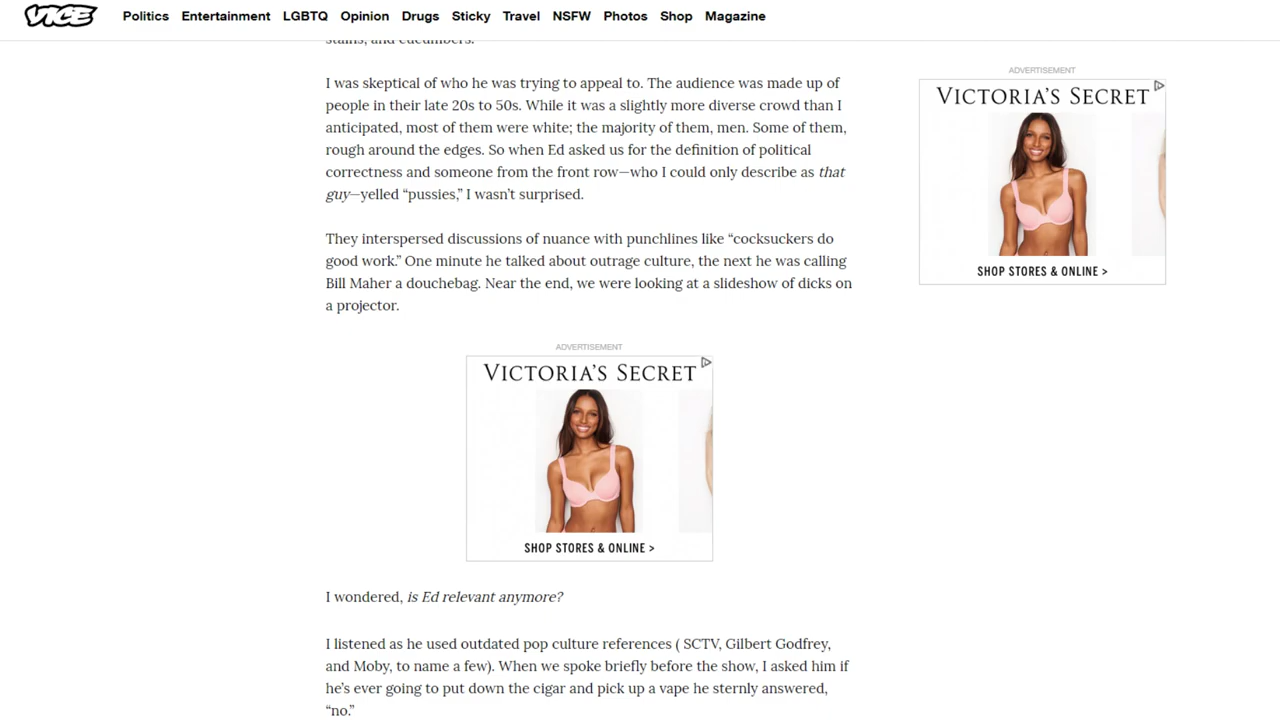 VICE Politics Entertainment LGBTQ Opinion Drugs Sticky Travel NSFW Photos Shop Magazine
stains, and cucumbers.
I was skeptical of who he was trying to appeal to. The audience was made up of
people in their late 20s to 50s. While it was a slightly more diverse crowd than I
anticipated, most of them were white; the majority of them, men. Some of them,
rough around the edges. So when Ed asked us for the definition of political
correctness and someone from the front row—who I could only describe as that
guy—yelled “pussies,” I wasn’t surprised.
They interspersed discussions of nuance with punchlines like “cocksuckers do
good work.” One minute he talked about outrage culture, the next he was calling
Bill Maher a douchebag. Near the end, we were looking at a slideshow of dicks on
a projector.
ADVERTISEMENT
VICTORIA’S SECRET
SHOP STORES & ONLINE >
I wondered, is Ed relevant anymore?
I listened as he used outdated pop culture references ( SCTV, Gilbert Godfrey,
and Moby, to name a few). When we spoke briefly before the show, I asked him if
he’s ever going to put down the cigar and pick up a vape he sternly answered,
“no.”
ADVERTISEMENT
VICTORIA’S SECRET
SHOP STORES & ONLINE >